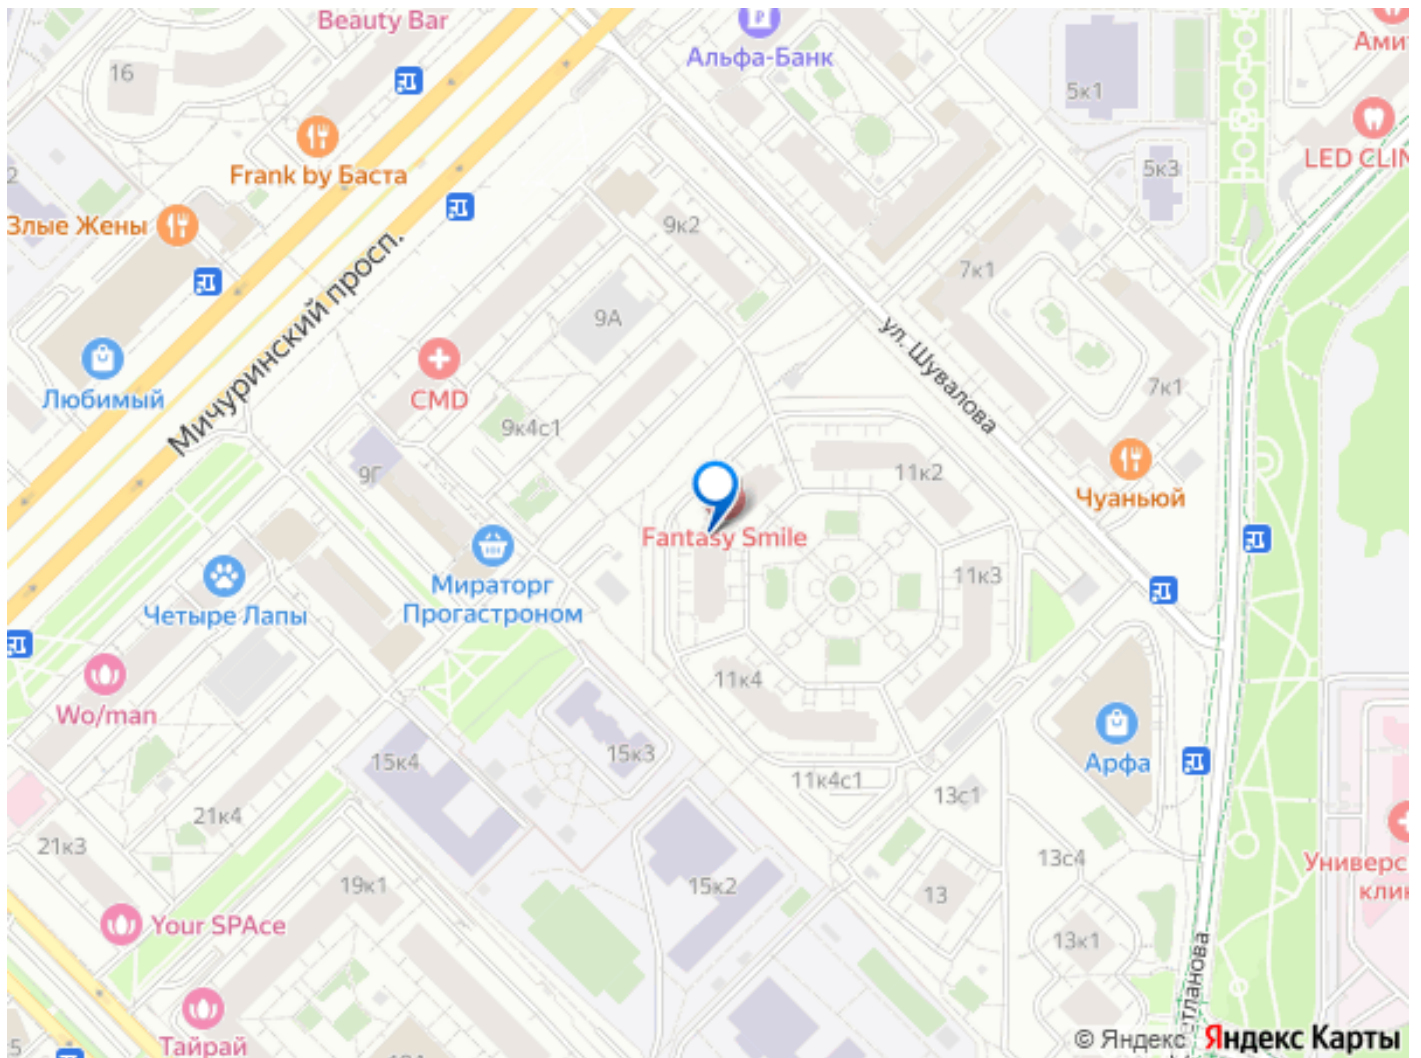 Beauty Bar
16
Альфа-Банк
Ами
5к1
Frank by Баста
LED CLIN
5к3
2
Злые Жены
9к2
Мичуринский просп.
7к1
9А
ул. Шувалова
Любимый
CMD
7к1
9к4с1
9Г
11к2
Чуаньюй
Fantasy Smile
Мираторг
Прогастроном
11к3
Четыре Лапы
11к4
Wo/man
15к3
15к4
Арфа
11к4с1
13с1
21к4
21к3
13с4
Универс
клин
19к1
15к2
13
Your SPAce
13к1
етланова
Тайрай
5
© Яндекс Яндекс Карты